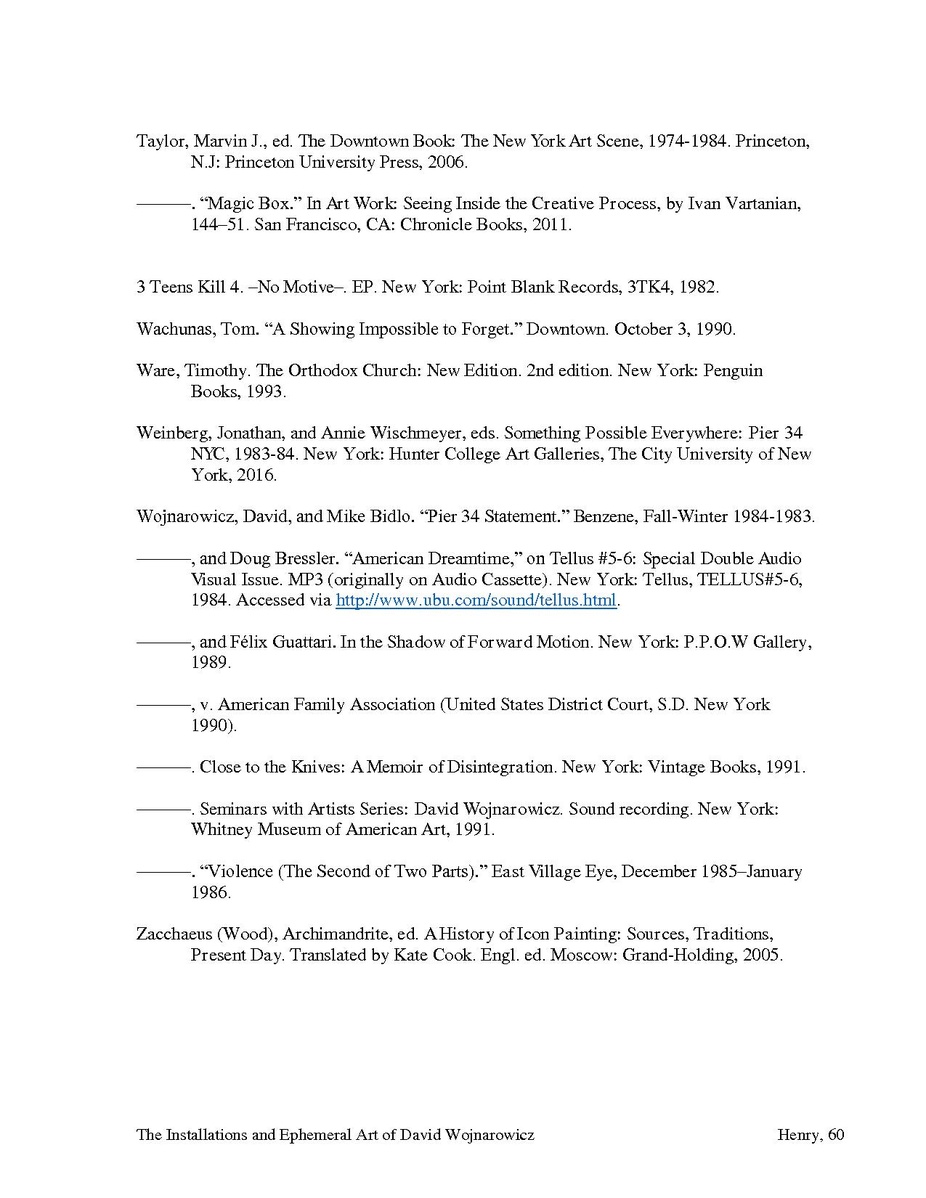 Taylor, Marvin J., ed. The Downtown Book: The New York Art Scene, 1974-1984. Princeton,
N.J: Princeton University Press, 2006.
———. “Magic Box.” In Art Work: Seeing Inside the Creative Process, by Ivan Vartanian,
144–51. San Francisco, CA: Chronicle Books, 2011.
3 Teens Kill 4. –No Motive–. EP. New York: Point Blank Records, 3TK4, 1982.
Wachunas, Tom. “A Showing Impossible to Forget.” Downtown. October 3, 1990.
Ware, Timothy. The Orthodox Church: New Edition. 2nd edition. New York: Penguin
Books, 1993.
Weinberg, Jonathan, and Annie Wischmeyer, eds. Something Possible Everywhere: Pier 34
NYC, 1983-84. New York: Hunter College Art Galleries, The City University of New
York, 2016.
Wojnarowicz, David, and Mike Bidlo. “Pier 34 Statement.” Benzene, Fall-Winter 1984-1983.
———, and Doug Bressler. “American Dreamtime,” on Tellus #5-6: Special Double Audio
Visual Issue. MP3 (originally on Audio Cassette). New York: Tellus, TELLUS#5-6,
1984. Accessed via http://www.ubu.com/sound/tellus.html.
———, and Félix Guattari. In the Shadow of Forward Motion. New York: P.P.O.W Gallery,
1989.
———, v. American Family Association (United States District Court, S.D. New York
1990).
———. Close to the Knives: A Memoir of Disintegration. New York: Vintage Books, 1991.
———. Seminars with Artists Series: David Wojnarowicz. Sound recording. New York:
Whitney Museum of American Art, 1991.
———. “Violence (The Second of Two Parts).” East Village Eye, December 1985–January
1986.
Zacchaeus (Wood), Archimandrite, ed. A History of Icon Painting: Sources, Traditions,
Present Day. Translated by Kate Cook. Engl. ed. Moscow: Grand-Holding, 2005.
The Installations and Ephemeral Art of David Wojnarowicz Henry, 60